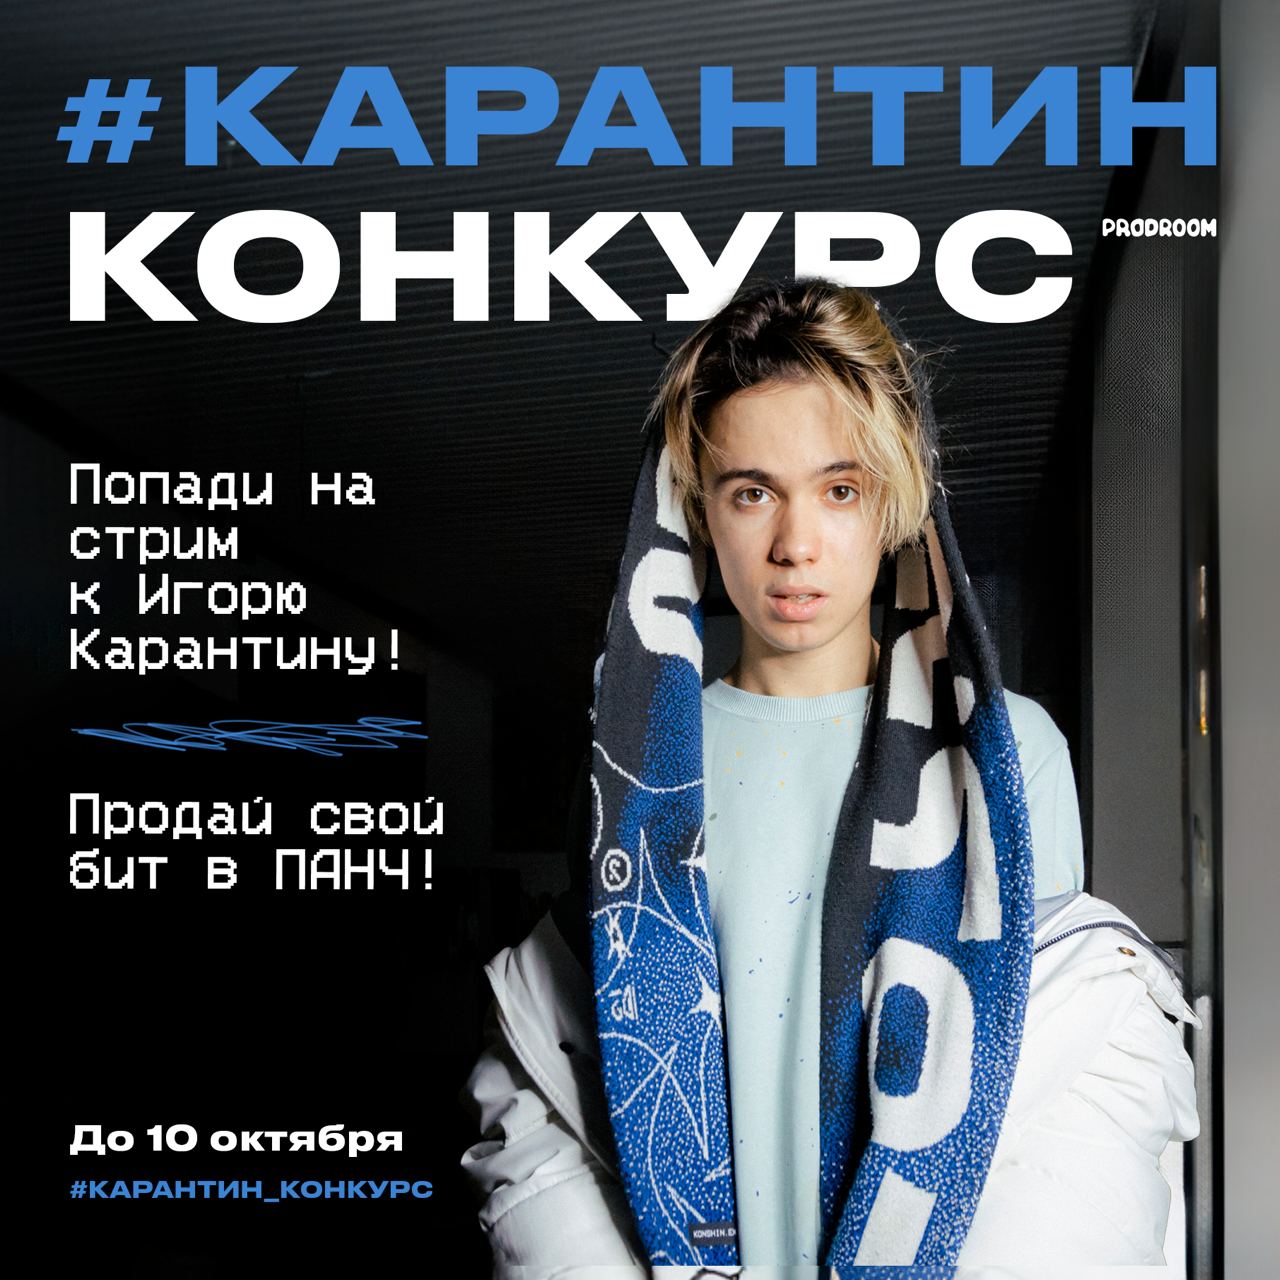 #КАРАНТИН
КОНКУРС
PRODROOM
Попади на
стрим
к Игорю
Карантину!
Продай свой
бит в ПАНЧ!
До 10 октября
#КАРАНТИН_КОНКУРС